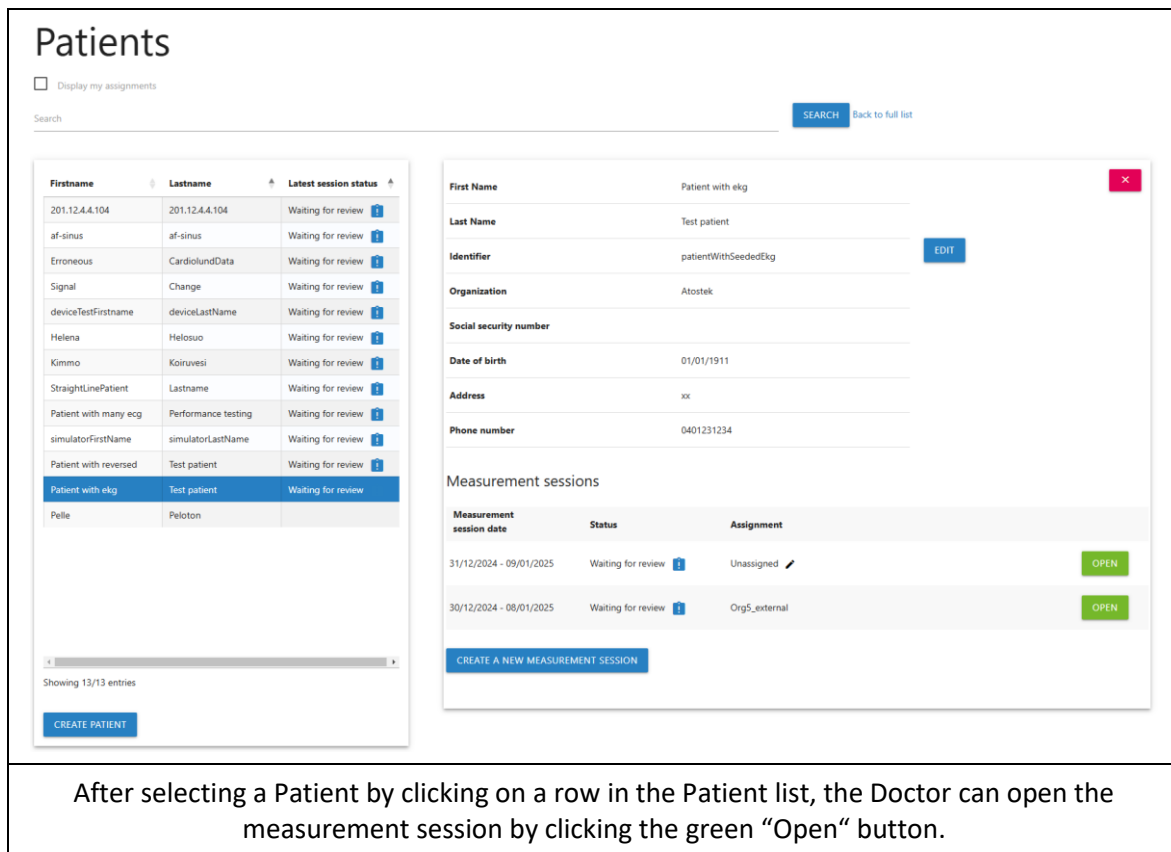 Patients
Display my assignments
Search
SEARCH Back to full list
Firstname Lastname Latest session status
201.12.4.4.104 201.12.4.4.104 Waiting for review
af-sinus af-sinus Waiting for review
Erroneous CardiolundData Waiting for review
Signal Change Waiting for review
deviceTestFirstname deviceLastName Waiting for review
Helena Helosuo Waiting for review
Kimmo Koiruvesi Waiting for review
StraightLinePatient Lastname Waiting for review
Patient with many ecg Performance testing Waiting for review
simulatorFirstName simulatorLastName Waiting for review
Patient with reversed Test patient Waiting for review
Patient with ekg Test patient Waiting for review
Pelle Peloton
Showing 13/13 entries
CREATE PATIENT
First Name Patient with ekg
Last Name Test patient
Identifier patientWithSeededEkg
EDIT
Organization Atostek
Social security number
Date of birth 01/01/1911
Address xx
Phone number 0401231234
Measurement sessions
Measurement
session date Status Assignment
31/12/2024 - 09/01/2025 Waiting for review Unassigned OPEN
30/12/2024 - 08/01/2025 Waiting for review Org5_external OPEN
CREATE A NEW MEASUREMENT SESSION
After selecting a Patient by clicking on a row in the Patient list, the Doctor can open the
measurement session by clicking the green “Open“ button.